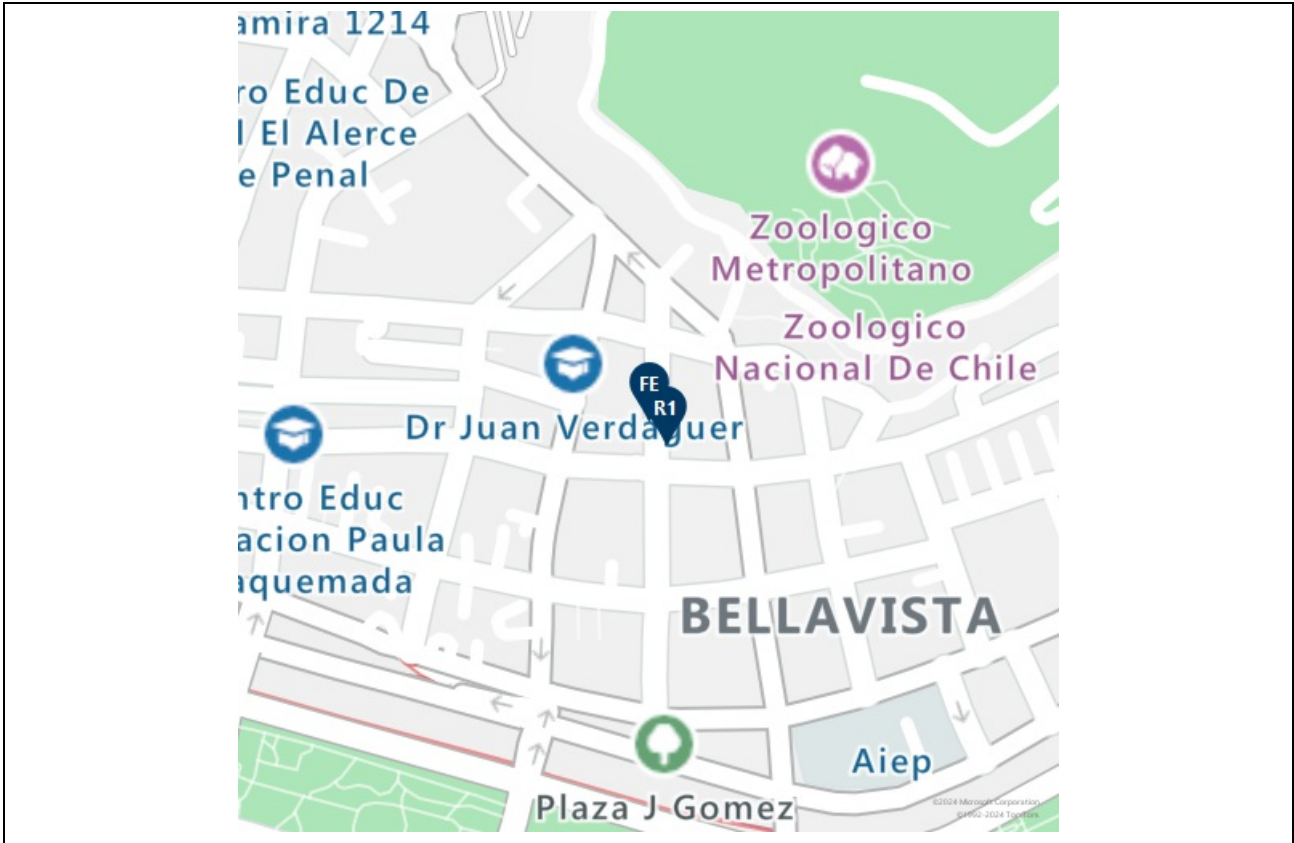 amira 1214
ro Educ De
l El Alerce
e Penal
Zoologico
Metropolitano
Zoologico
Nacional De Chile
FE
R1
Dr Juan Verdaguer
ntro Educ
acion Paula
aquemada
BELLAVISTA
Aiep
Plaza J Gomez
©2024 Microsoft Corporation
©1992-2024 TomTom